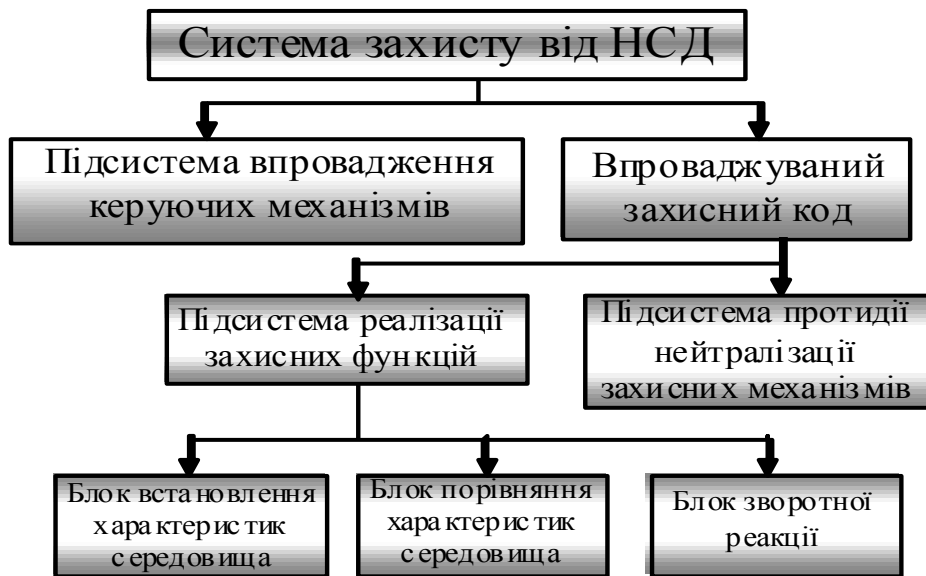 Система захисту від НСД
Підсистема впровадження
керуючих механізмів
Впроваджуваний
захисний код
Підсистема реалізації
захисних функцій
Підсистема протидії
нейтралізації
захисних механізмів
Блок встановлення
характеристик
середовища
Блок порівняння
характеристик
середовища
Блок зворотної
реакції